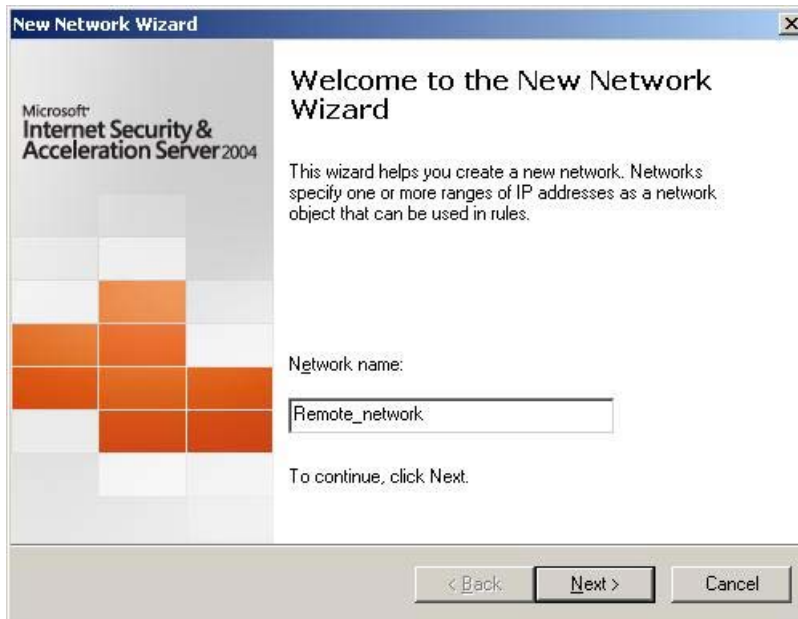 New Network Wizard
Microsoft
Internet Security &
Acceleration Server 2004
Welcome to the New Network
Wizard
This wizard helps you create a new network. Networks
specify one or more ranges of IP addresses as a network
object that can be used in rules.
Network name:
Remote_network
To continue, click Next.
< Back
Next >
Cancel